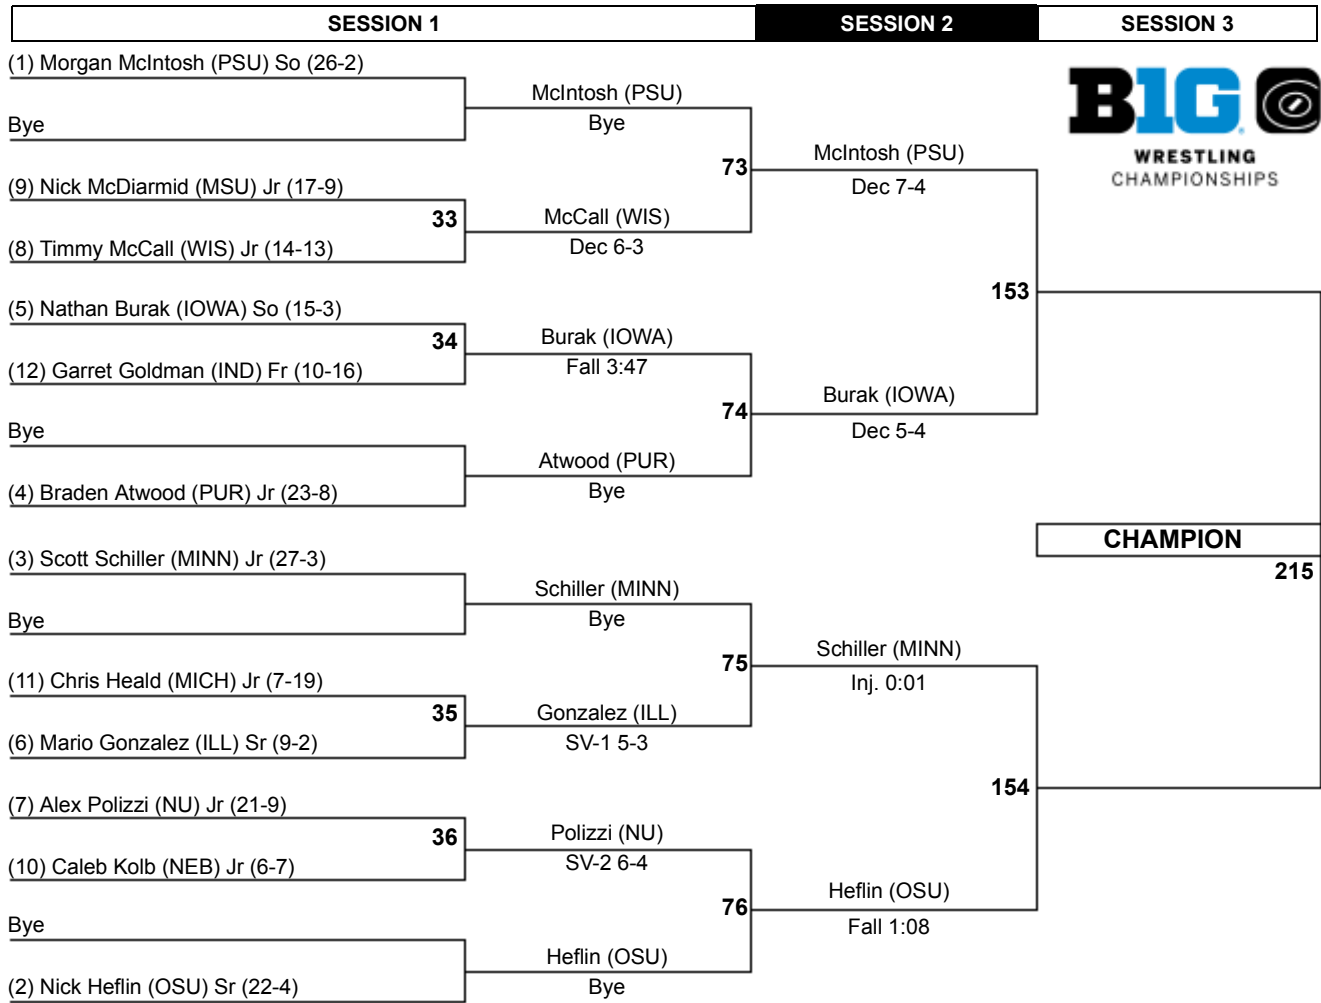 SESSION 1
SESSION 2
SESSION 3
(1) Morgan McIntosh (PSU) So (26-2)
Bye
(9) Nick McDiarmid (MSU) Jr (17-9)
33
(8) Timmy McCall (WIS) Jr (14-13)
(5) Nathan Burak (IOWA) So (15-3)
34
(12) Garret Goldman (IND) Fr (10-16)
Bye
(4) Braden Atwood (PUR) Jr (23-8)
(3) Scott Schiller (MINN) Jr (27-3)
Bye
(11) Chris Heald (MICH) Jr (7-19)
35
(6) Mario Gonzalez (ILL) Sr (9-2)
(7) Alex Polizzi (NU) Jr (21-9)
36
(10) Caleb Kolb (NEB) Jr (6-7)
Bye
(2) Nick Heflin (OSU) Sr (22-4)
McIntosh (PSU)
Bye
73
McCall (WIS)
Dec 6-3
Burak (IOWA)
Fall 3:47
74
Atwood (PUR)
Bye
Schiller (MINN)
Bye
75
Gonzalez (ILL)
SV-1 5-3
Polizzi (NU)
SV-2 6-4
76
Heflin (OSU)
Bye
McIntosh (PSU)
Dec 7-4
153
Burak (IOWA)
Dec 5-4
Schiller (MINN)
Inj. 0:01
154
Heflin (OSU)
Fall 1:08
B1G
WRESTLING
CHAMPIONSHIPS
CHAMPION
215